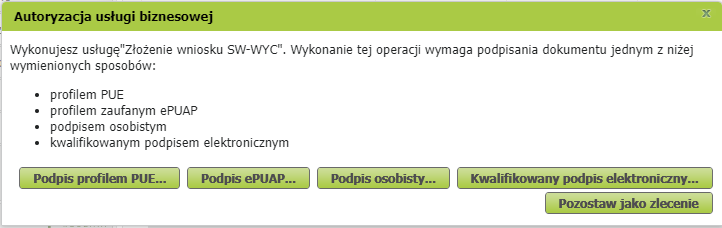 Autoryzacja usługi biznesowej x
Wykonujesz usługę"Złożenie wniosku SW-WYC". Wykonanie tej operacji wymaga podpisania dokumentu jednym z niżej
wymienionych sposobów:
• profilem PUE
• profilem zaufanym ePUAP
• podpisem osobistym
• kwalifikowanym podpisem elektronicznym
Podpis profilem PUE... Podpis ePUAP... Podpis osobisty... Kwalifikowany podpis elektroniczny...
Pozostaw jako zlecenie